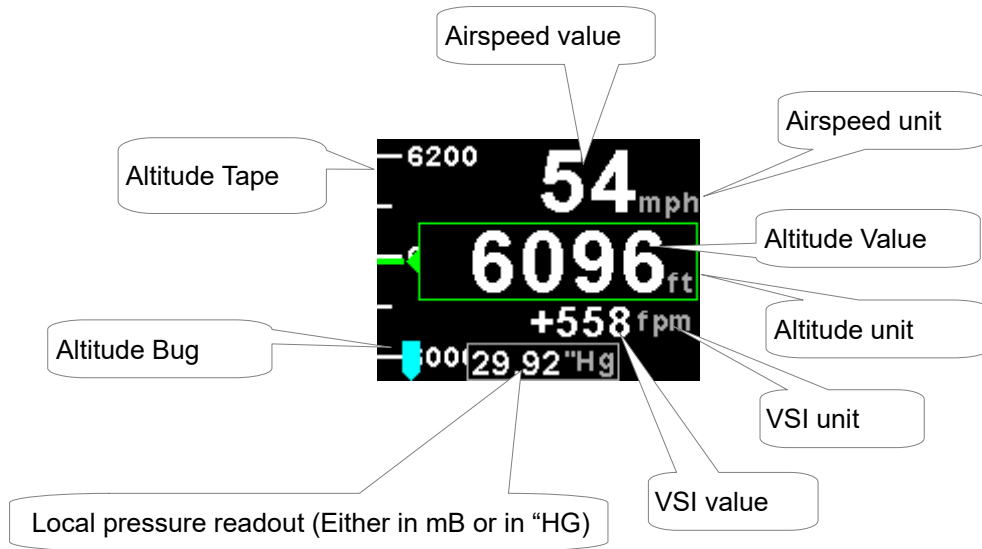 Airspeed value
Airspeed unit
Altitude Tape
6200
54 mph
Altitude Value
6096 ft
Altitude unit
+558 fpm
Altitude Bug
29.92 "Hg
VSI unit
VSI value
Local pressure readout (Either in mB or in “HG)